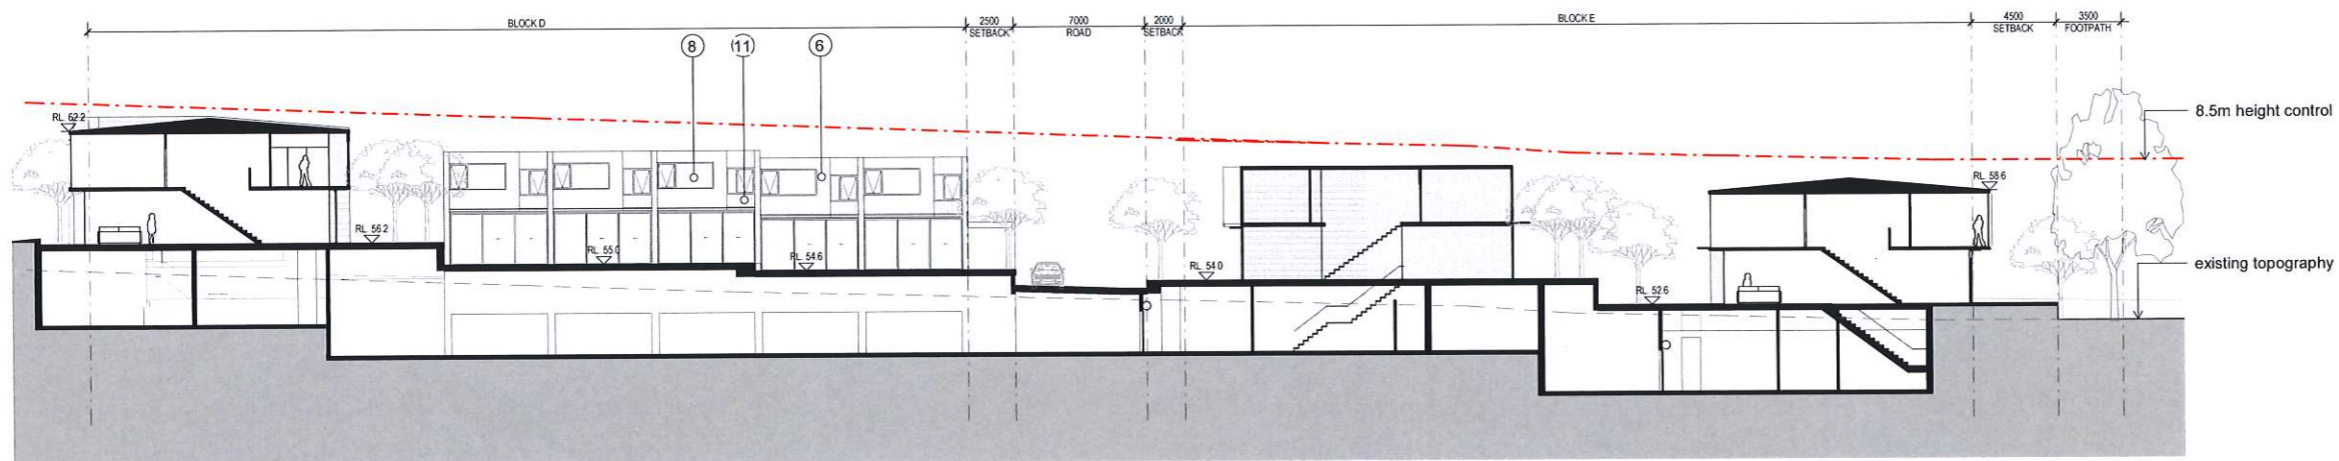 BLOCK D
2500
SETBACK
7000
ROAD
2000
SETBACK
BLOCK E
4500
SETBACK
3500
FOOTPATH
8
11
6
8.5m height control
RL 62.2
RL 58.6
RL 56.2
RL 55.0
RL 54.6
RL 54.0
RL 52.6
existing topography